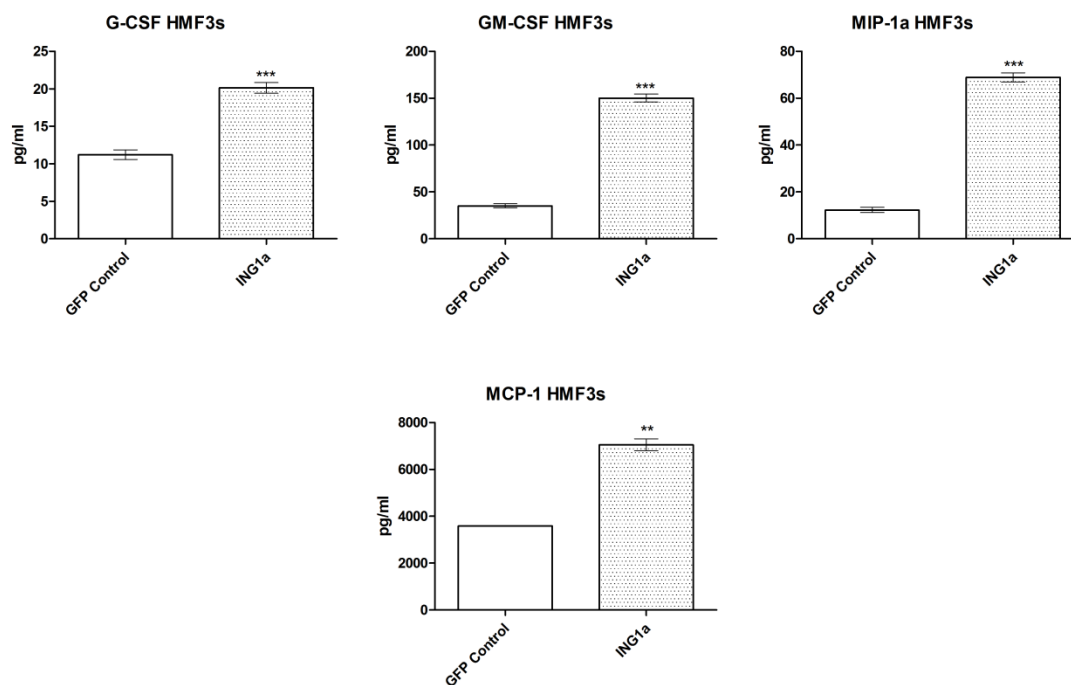 G-CSF HMF3s
25
20
15
10
5
0
pg/ml
***
GFP Control
ING1a
GM-CSF HMF3s
200
150
100
50
0
pg/ml
***
GFP Control
ING1a
MIP-1a HMF3s
80
60
40
20
0
pg/ml
***
GFP Control
ING1a
MCP-1 HMF3s
8000
6000
4000
2000
0
pg/ml
**
GFP Control
ING1a